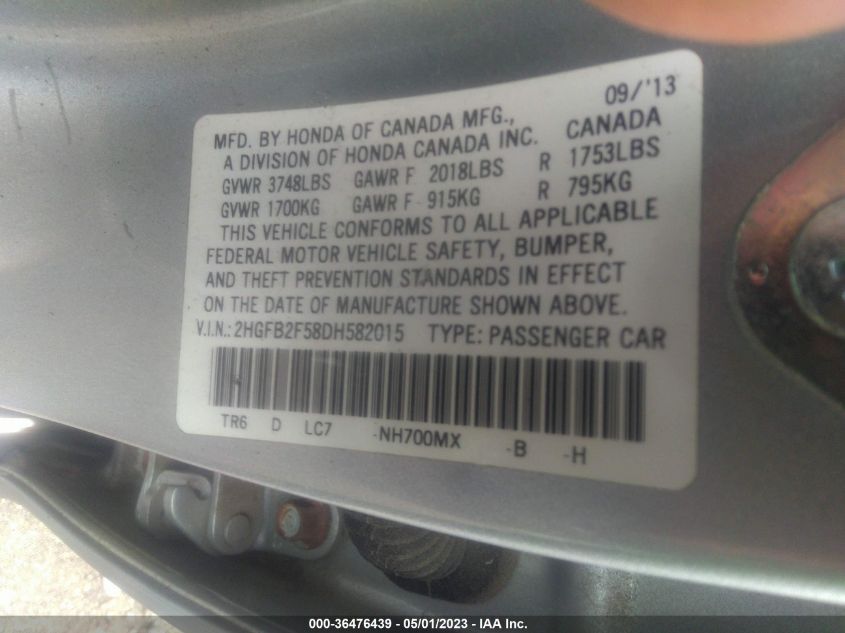 09/'13
MFD. BY HONDA OF CANADA MFG., CANADA
A DIVISION OF HONDA CANADA INC.
GVWR 3748LBS GAWR F 2018LBS R 1753LBS
GVWR 1700KG GAWR F 915KG R 795KG
THIS VEHICLE CONFORMS TO ALL APPLICABLE
FEDERAL MOTOR VEHICLE SAFETY, BUMPER,
AND THEFT PREVENTION STANDARDS IN EFFECT
ON THE DATE OF MANUFACTURE SHOWN ABOVE.
V.I.N.: 2HGFB2F58DH582015 TYPE: PASSENGER CAR
TR6 D LC7 -NH700MX -B -H
000-36476439 - 05/01/2023 - IAA Inc.